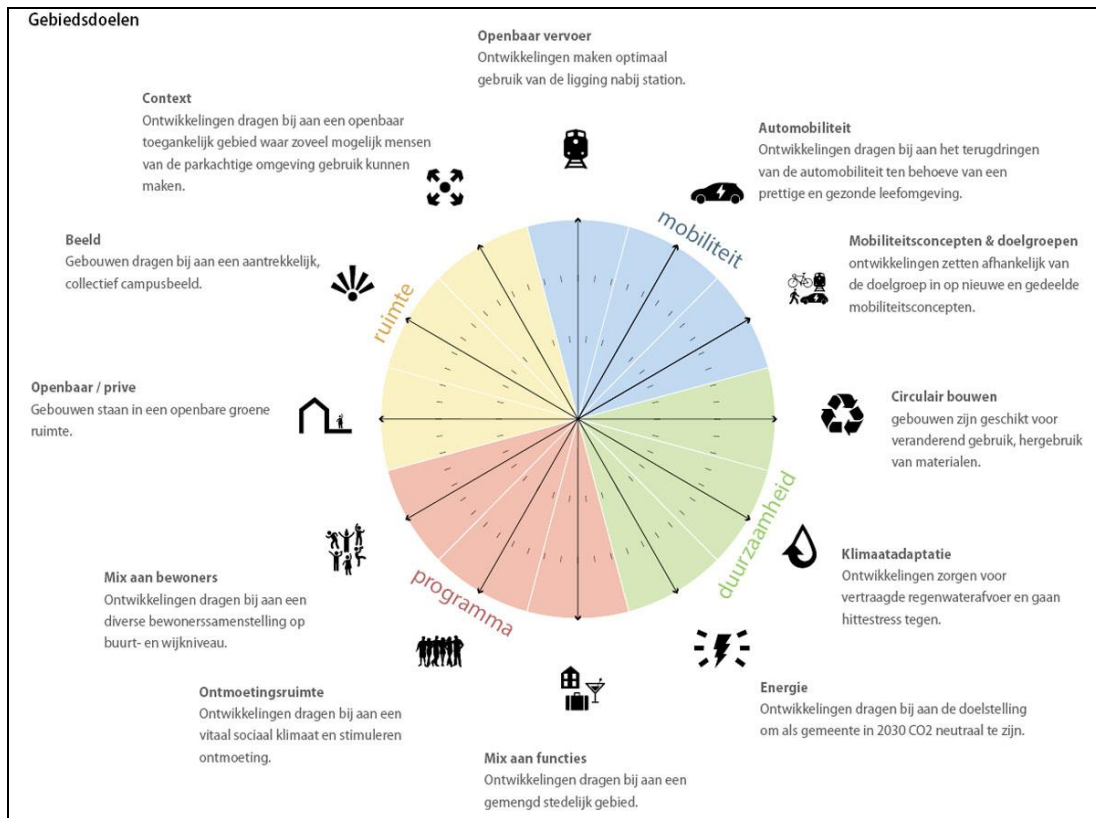 Gebiedsdoelen
Openbaar vervoer
Ontwikkelingen maken optimaal
gebruik van de ligging nabij station.
Context
Ontwikkelingen dragen bij aan een openbaar
toegankelijk gebied waar zoveel mogelijk mensen
van de parkachtige omgeving gebruik kunnen
maken.
Automobiliteit
Ontwikkelingen dragen bij aan het terugdringen
van de automobiliteit ten behoeve van een
prettige en gezonde leefomgeving.
mobiliteit
Beeld
Gebouwen dragen bij aan een aantrekkelijk,
collectief campusbeeld.
ruimte
Mobiliteitsconcepten & doelgroepen
ontwikkelingen zetten afhankelijk van
de doelgroep in op nieuwe en gedeelde
mobiliteitsconcepten.
Openbaar / prive
Gebouwen staan in een openbare groene
ruimte.
Circulair bouwen
gebouwen zijn geschikt voor
veranderend gebruik, hergebruik
van materialen.
duurzaamheid
Klimaatadaptatie
Ontwikkelingen zorgen voor
vertraagde regenwaterafvoer en gaan
hittestress tegen.
programma
Mix aan bewoners
Ontwikkelingen dragen bij aan een
diverse bewonerssamenstelling op
buurt- en wijkniveau.
Ontmoetingsruimte
Ontwikkelingen dragen bij aan een
vitaal sociaal klimaat en stimuleren
ontmoeting.
Energie
Ontwikkelingen dragen bij aan de doelstelling
om als gemeente in 2030 CO2 neutraal te zijn.
Mix aan functies
Ontwikkelingen dragen bij aan een
gemengd stedelijk gebied.